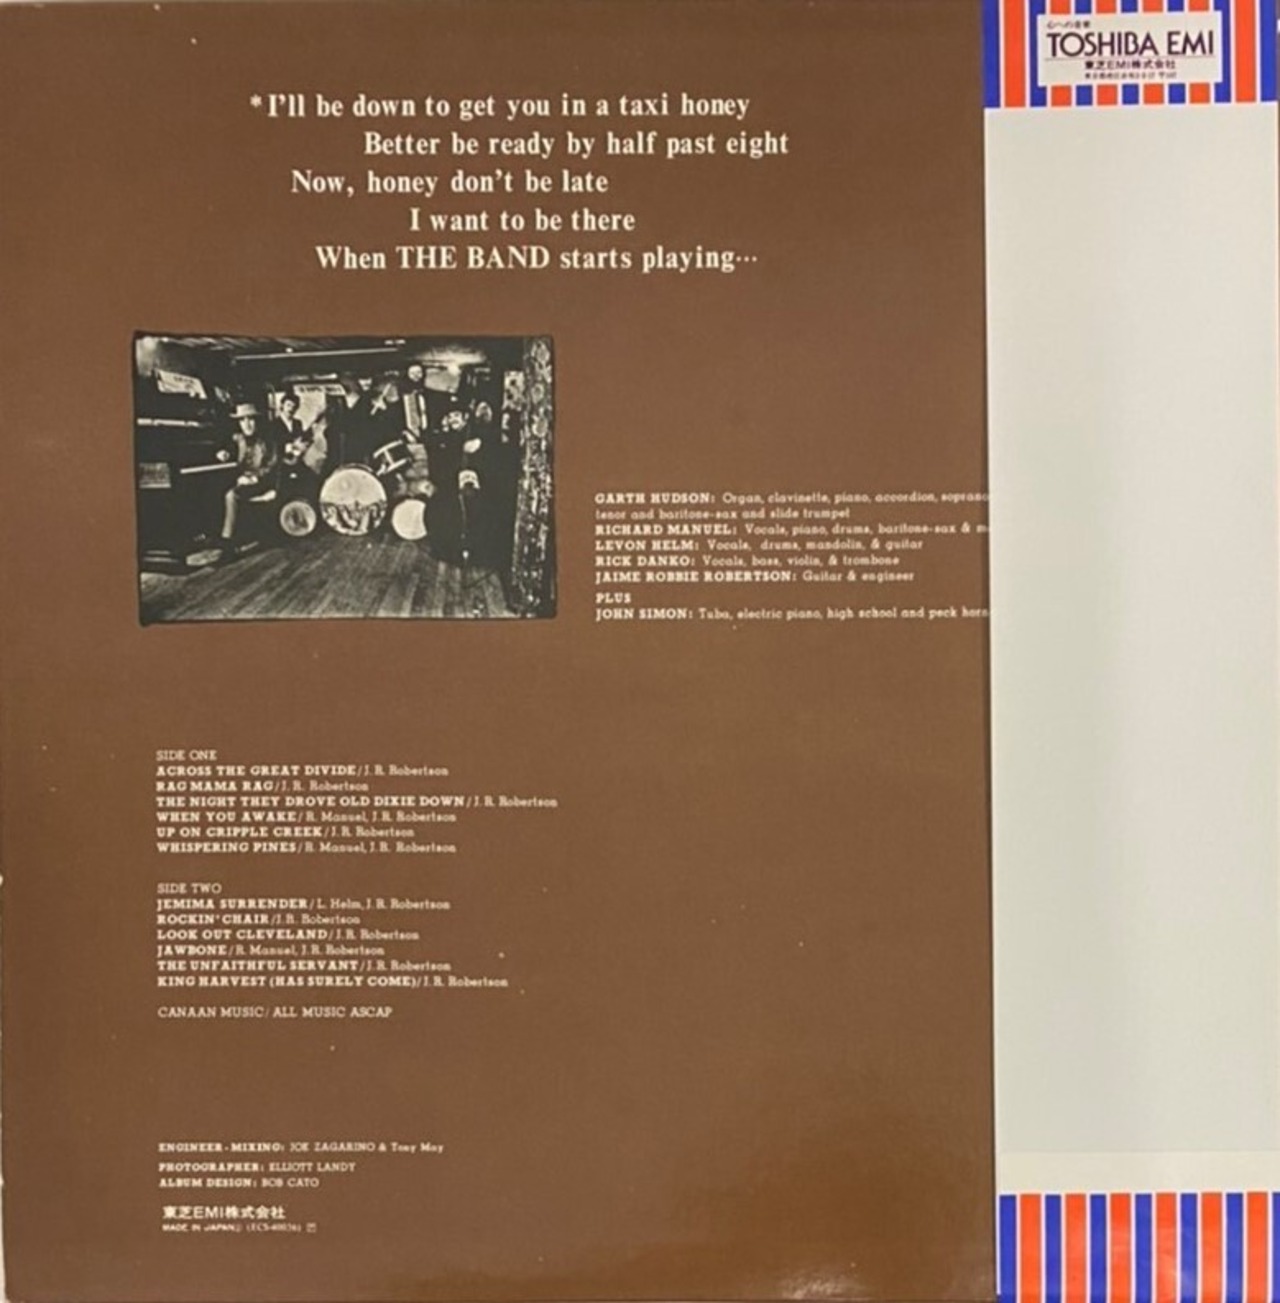 心への音楽
TOSHIBA EMI
東芝EMI株式会社
*I'll be down to get you in a taxi honey
Better be ready by half past eight
Now, honey don't be late
I want to be there
When THE BAND starts playing…
GARTH HUDSON: Organ, clavinette, piano, accordion, soprano
tenor and baritone-sax and slide trumpet
RICHARD MANUEL: Vocals, piano, drums, baritone-sax &
LEVON HELM: Vocals, drums, mandolin, & guitar
RICK DANKO: Vocals, bass, violin, & trombone
JAIME ROBBIE ROBERTSON: Guitar & engineer
PLUS
JOHN SIMON: Tuba, electric piano, high school and peck horn
SIDE ONE
ACROSS THE GREAT DIVIDE/J.R. Robertson
RAG MAMA RAG/J.R. Robertson
THE NIGHT THEY DROVE OLD DIXIE DOWN/J.R. Robertson
WHEN YOU AWAKE/R. Manuel, J.R. Robertson
UP ON CRIPPLE CREEK/J.R. Robertson
WHISPERING PINES/R. Manuel, J.R. Robertson
SIDE TWO
JEMIMA SURRENDER/L. Helm, J.R. Robertson
ROCKIN' CHAIR/J.R. Robertson
LOOK OUT CLEVELAND/J.R. Robertson
JAWBONE/R. Manuel, J.R. Robertson
THE UNFAITHFUL SERVANT/J.R. Robertson
KING HARVEST (HAS SURELY COME)/J.R. Robertson
CANAAN MUSIC/ALL MUSIC ASCAP
ENGINEER-MIXING: JOE ZAGARINO & Tony May
PHOTOGRAPHER: ELLIOTT LANDY
ALBUM DESIGN: BOB CATO
東芝EMI株式会社
MADE IN JAPAN